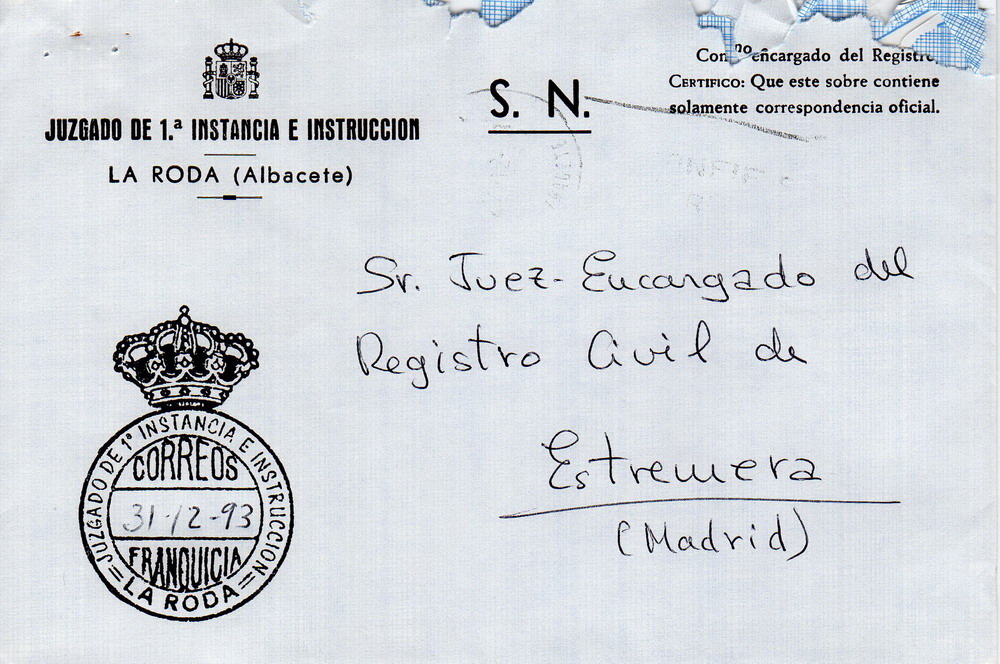 JUZGADO DE 1.ª INSTANCIA E INSTRUCCION
LA RODA (Albacete)
S. N.
Como encargado del Registro,
CERTIFICO: Que este sobre contiene
solamente correspondencia oficial.
Sr. Juez-Encargado del
Registro Civil de
Estremera
(Madrid)
JUZGADO DE 1ª INSTANCIA E INSTRUCCION
CORREOS
31-12-93
FRANQUICIA
= LA RODA =